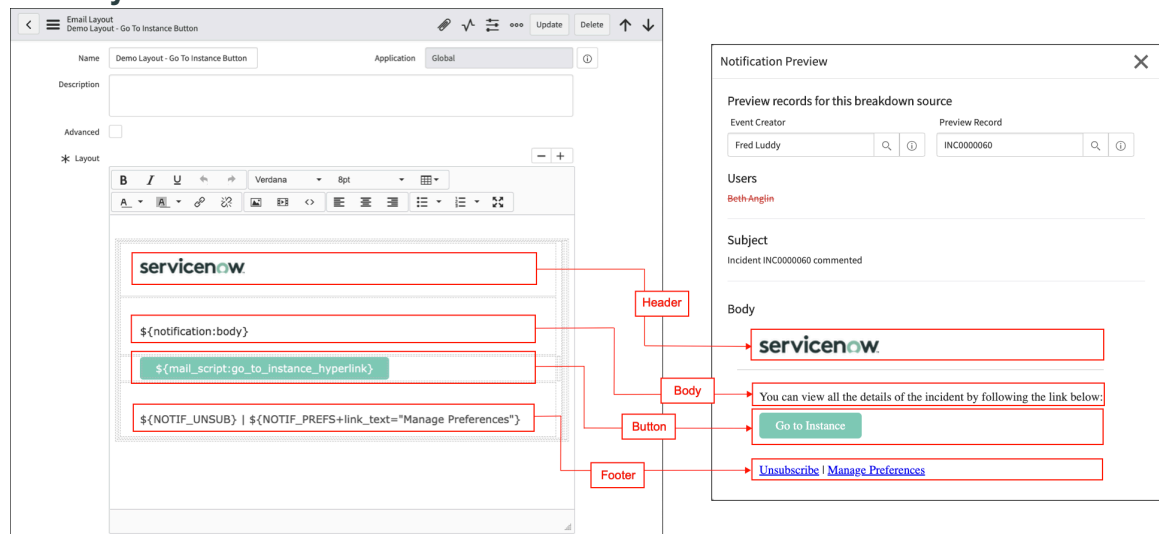 Email Layout
Demo Layout - Go To Instance Button
Update
Delete
Name
Demo Layout - Go To Instance Button
Application
Global
Description
Advanced
Layout
B I U
Verdana
8pt
A A
servicenow.
${notification:body}
${mail_script:go_to_instance_hyperlink}
${NOTIF_UNSUB} | ${NOTIF_PREFS+link_text="Manage Preferences"}
Header
Body
Button
Footer
Notification Preview
Preview records for this breakdown source
Event Creator
Preview Record
Fred Luddy
INC0000060
Users
Beth Anglin
Subject
Incident INC0000060 commented
Body
servicenow.
You can view all the details of the incident by following the link below:
Go to Instance
Unsubscribe | Manage Preferences